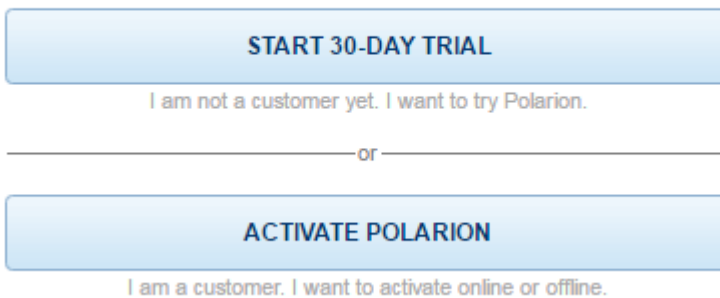 START 30-DAY TRIAL
I am not a customer yet. I want to try Polarion.
or
ACTIVATE POLARION
I am a customer. I want to activate online or offline.